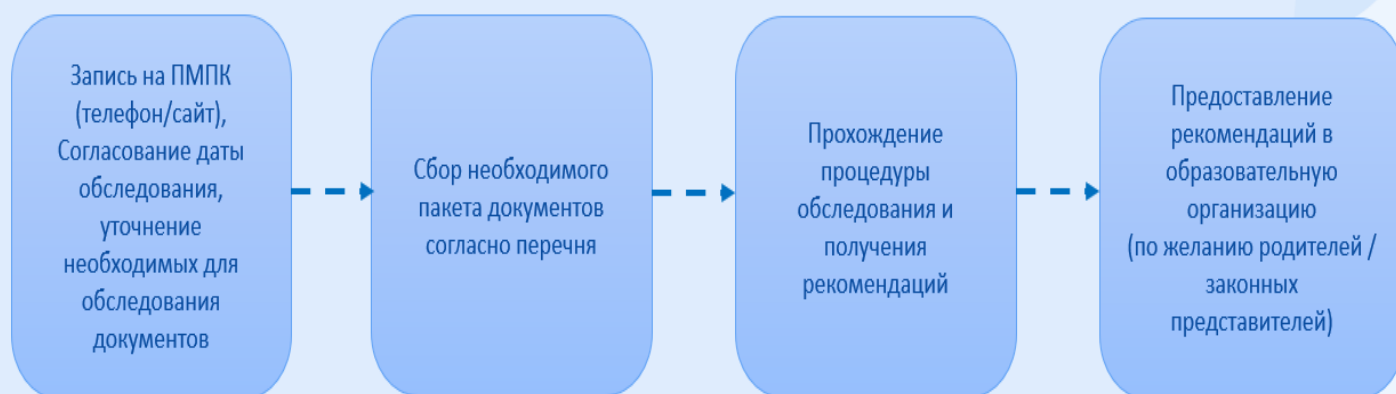 Запись на ПМПК
(телефон/сайт),
Согласование даты
обследования,
уточнение
необходимых для
обследования
документов
Сбор необходимого
пакета документов
согласно перечня
Прохождение
процедуры
обследования и
получения
рекомендаций
Предоставление
рекомендаций в
образовательную
организацию
(по желанию родителей /
законных
представителей)